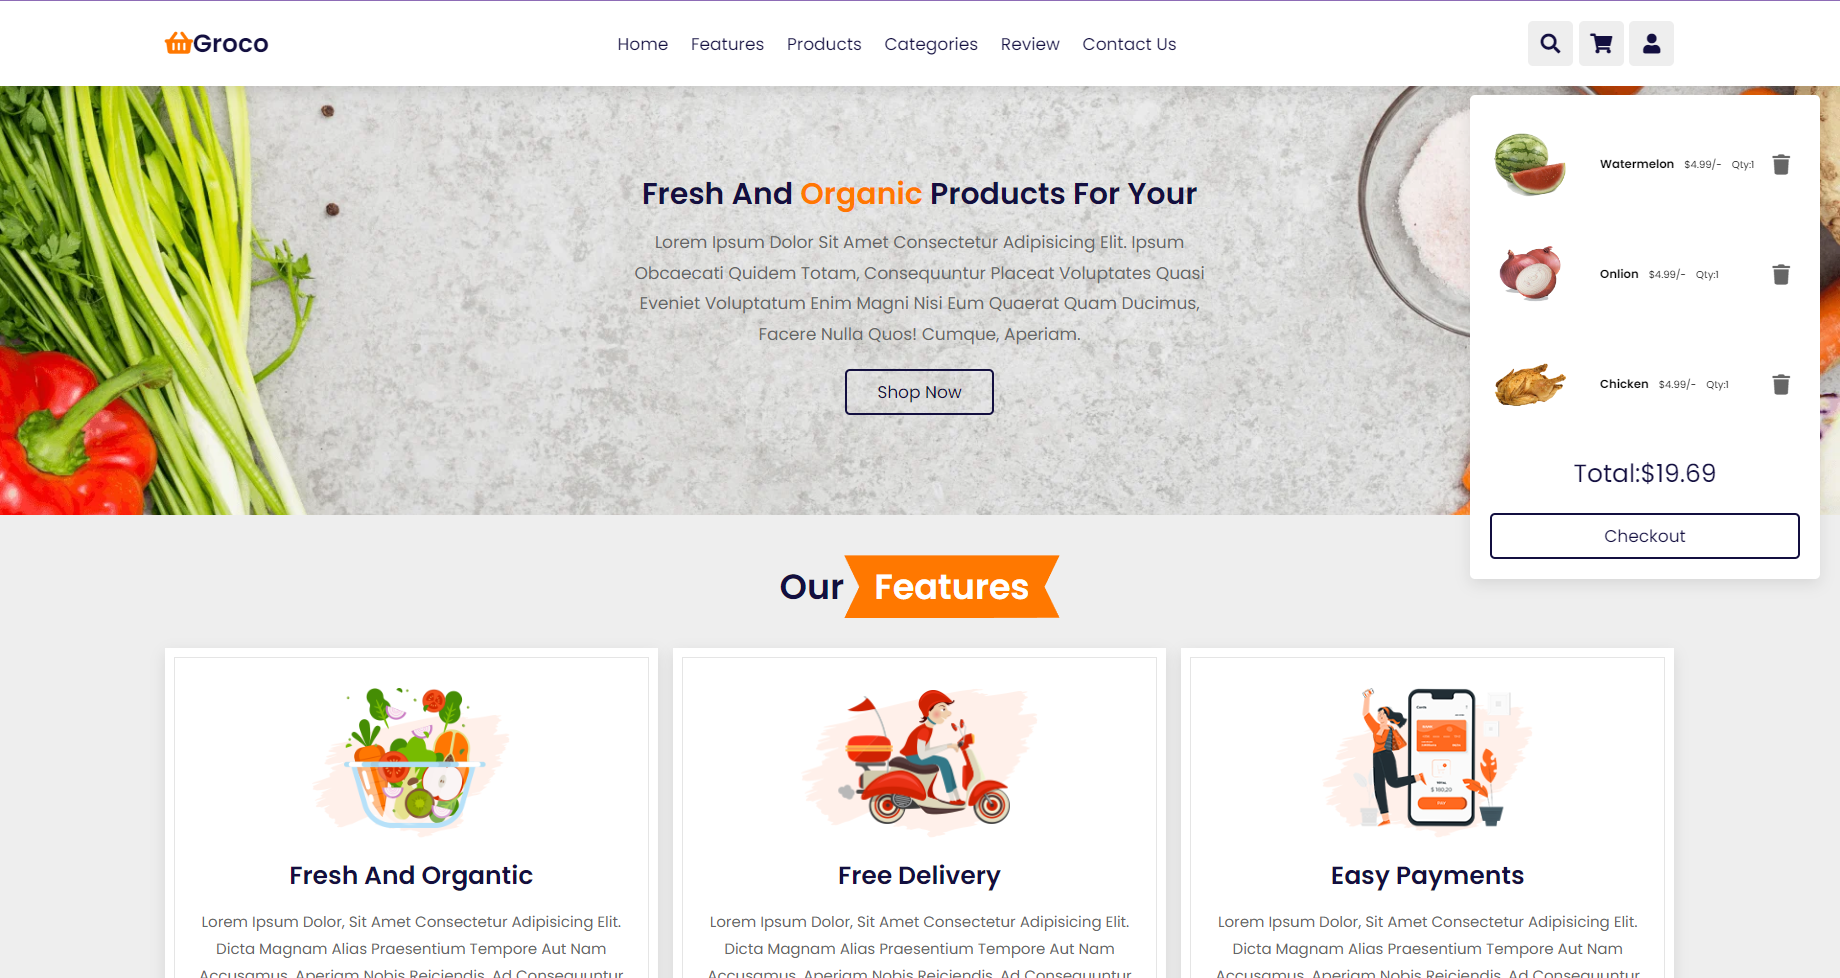 Groco
Home Features Products Categories Review Contact Us
Fresh And Organic Products For Your
Lorem Ipsum Dolor Sit Amet Consectetur Adipisicing Elit. Ipsum
Obcaecati Quidem Totam, Consequuntur Placeat Voluptates Quasi
Eveniet Voluptatum Enim Magni Nisi Eum Quaerat Quam Ducimus,
Facere Nulla Quos! Cumque, Aperiam.
Shop Now
Watermelon $4.99/- Qty:1
Onlion $4.99/- Qty:1
Chicken $4.99/- Qty:1
Total:$19.69
Checkout
Our Features
TOTAL
$ 160.20
PAY
Fresh And Organtic
Lorem Ipsum Dolor, Sit Amet Consectetur Adipisicing Elit.
Dicta Magnam Alias Praesentium Tempore Aut Nam
Accusamus, Aperiam Nobis Reiciendis, Ad Consequuntur
Free Delivery
Lorem Ipsum Dolor, Sit Amet Consectetur Adipisicing Elit.
Dicta Magnam Alias Praesentium Tempore Aut Nam
Accusamus, Aperiam Nobis Reiciendis, Ad Consequuntur
Easy Payments
Lorem Ipsum Dolor, Sit Amet Consectetur Adipisicing Elit.
Dicta Magnam Alias Praesentium Tempore Aut Nam
Accusamus, Aperiam Nobis Reiciendis, Ad Consequuntur